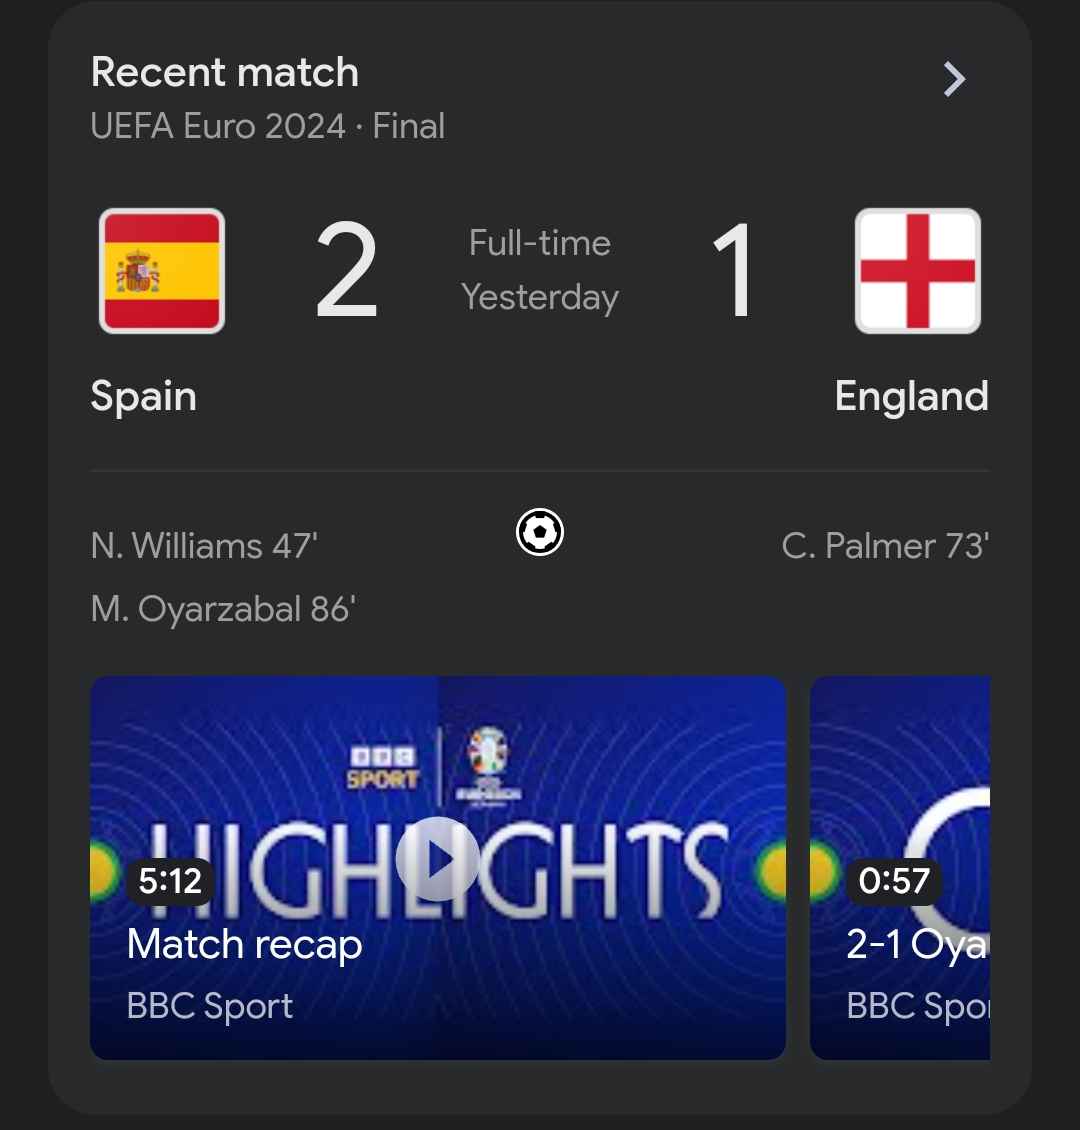 Recent match
UEFA Euro 2024 · Final
2 Full-time 1
Yesterday
Spain England
N. Williams 47' C. Palmer 73'
M. Oyarzabal 86'
BBC
SPORT
HIGHLIGHTS
5:12 0:57
Match recap 2-1 Oya
BBC Sport BBC Spor